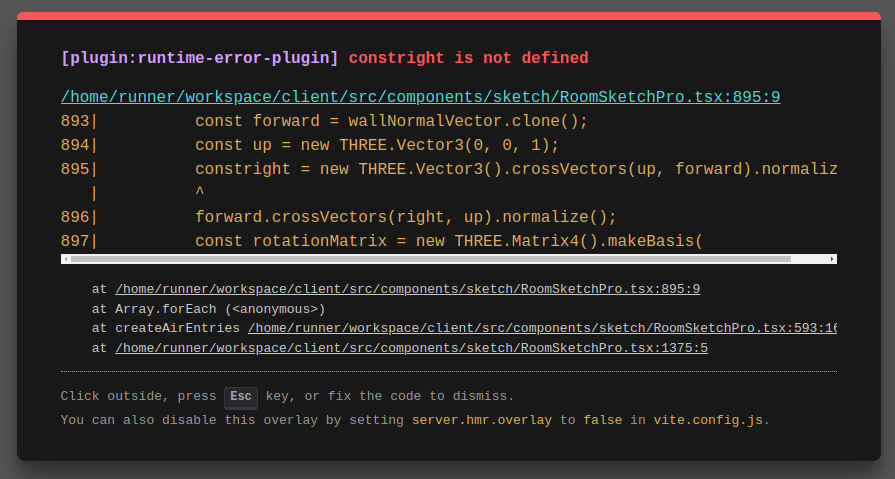 [plugin:runtime-error-plugin] constright is not defined
/home/runner/workspace/client/src/components/sketch/RoomSketchPro.tsx:895:9
893|          const forward = wallNormalVector.clone();
894|          const up = new THREE.Vector3(0, 0, 1);
895|          constright = new THREE.Vector3().crossVectors(up, forward).normaliz
   |          ^
896|          forward.crossVectors(right, up).normalize();
897|          const rotationMatrix = new THREE.Matrix4().makeBasis(
at /home/runner/workspace/client/src/components/sketch/RoomSketchPro.tsx:895:9
at Array.forEach (<anonymous>)
at createAirEntries /home/runner/workspace/client/src/components/sketch/RoomSketchPro.tsx:593:16
at /home/runner/workspace/client/src/components/sketch/RoomSketchPro.tsx:1375:5
Click outside, press Esc key, or fix the code to dismiss.
You can also disable this overlay by setting server.hmr.overlay to false in vite.config.js.